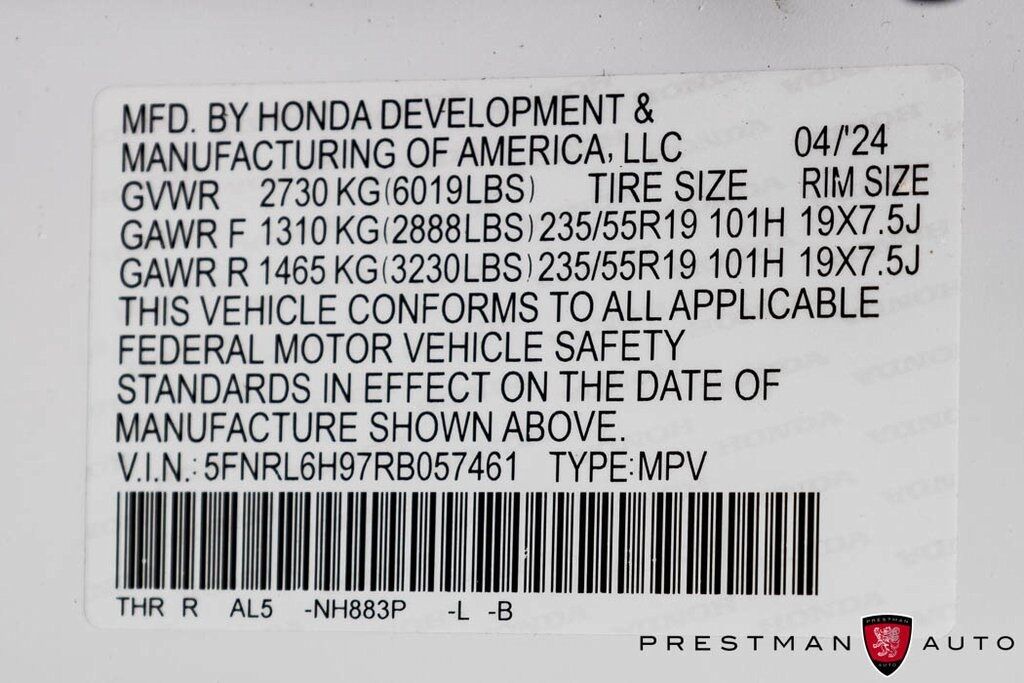 MFD. BY HONDA DEVELOPMENT &
MANUFACTURING OF AMERICA, LLC 04/'24
GVWR 2730 KG(6019LBS) TIRE SIZE RIM SIZE
GAWR F 1310 KG(2888LBS) 235/55R19 101H 19X7.5J
GAWR R 1465 KG(3230LBS) 235/55R19 101H 19X7.5J
THIS VEHICLE CONFORMS TO ALL APPLICABLE
FEDERAL MOTOR VEHICLE SAFETY
STANDARDS IN EFFECT ON THE DATE OF
MANUFACTURE SHOWN ABOVE.
V.I.N.: 5FNRL6H97RB057461 TYPE:MPV
THR R AL5 -NH883P -L -B
PRESTMAN AUTO
PRESTMAN
AUTO